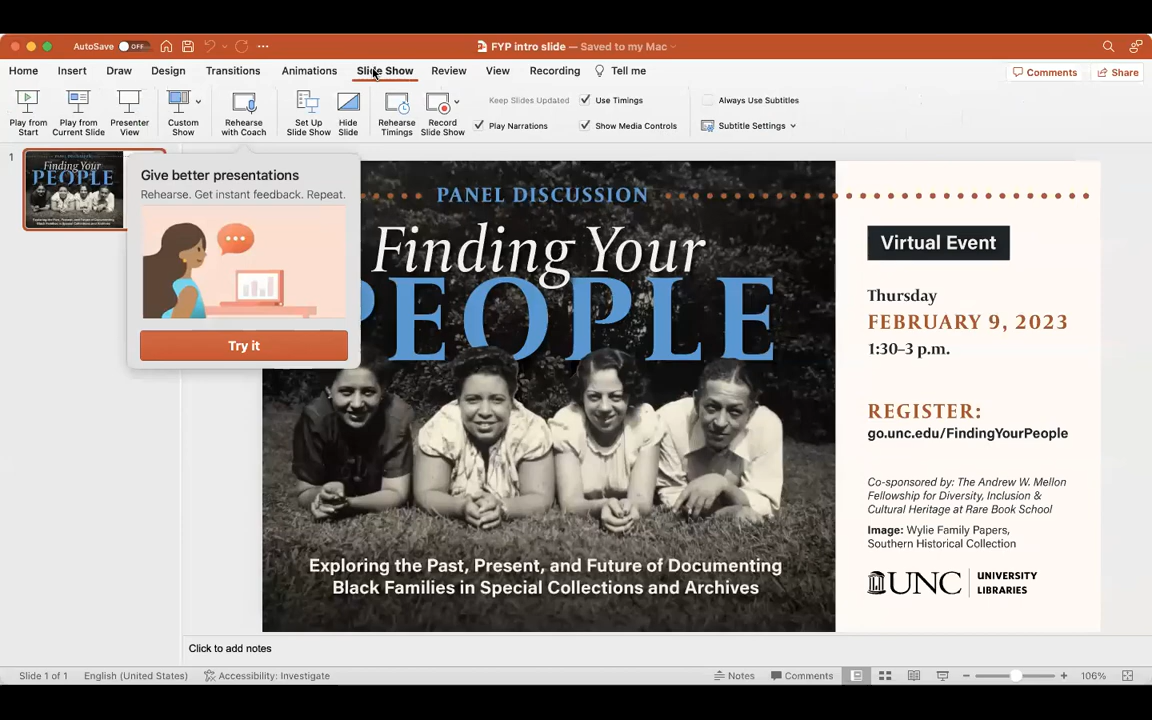 AutoSave OFF
FYP intro slide — Saved to my Mac
Home Insert Draw Design Transitions Animations Slide Show Review View Recording Tell me
Comments Share
Play from Start
Play from Current Slide
Presenter View
Custom Show
Rehearse with Coach
Set Up Slide Show
Hide Slide
Rehearse Timings
Record Slide Show
Keep Slides Updated
Play Narrations
Use Timings
Show Media Controls
Always Use Subtitles
Subtitle Settings
1
Give better presentations
Rehearse. Get instant feedback. Repeat.
Try it
PANEL DISCUSSION
Finding Your
PEOPLE
Exploring the Past, Present, and Future of Documenting
Black Families in Special Collections and Archives
Virtual Event
Thursday
FEBRUARY 9, 2023
1:30–3 p.m.
REGISTER:
go.unc.edu/FindingYourPeople
Co-sponsored by: The Andrew W. Mellon
Fellowship for Diversity, Inclusion &
Cultural Heritage at Rare Book School
Image: Wylie Family Papers,
Southern Historical Collection
UNC UNIVERSITY
LIBRARIES
Click to add notes
Slide 1 of 1 English (United States) Accessibility: Investigate Notes Comments 106%